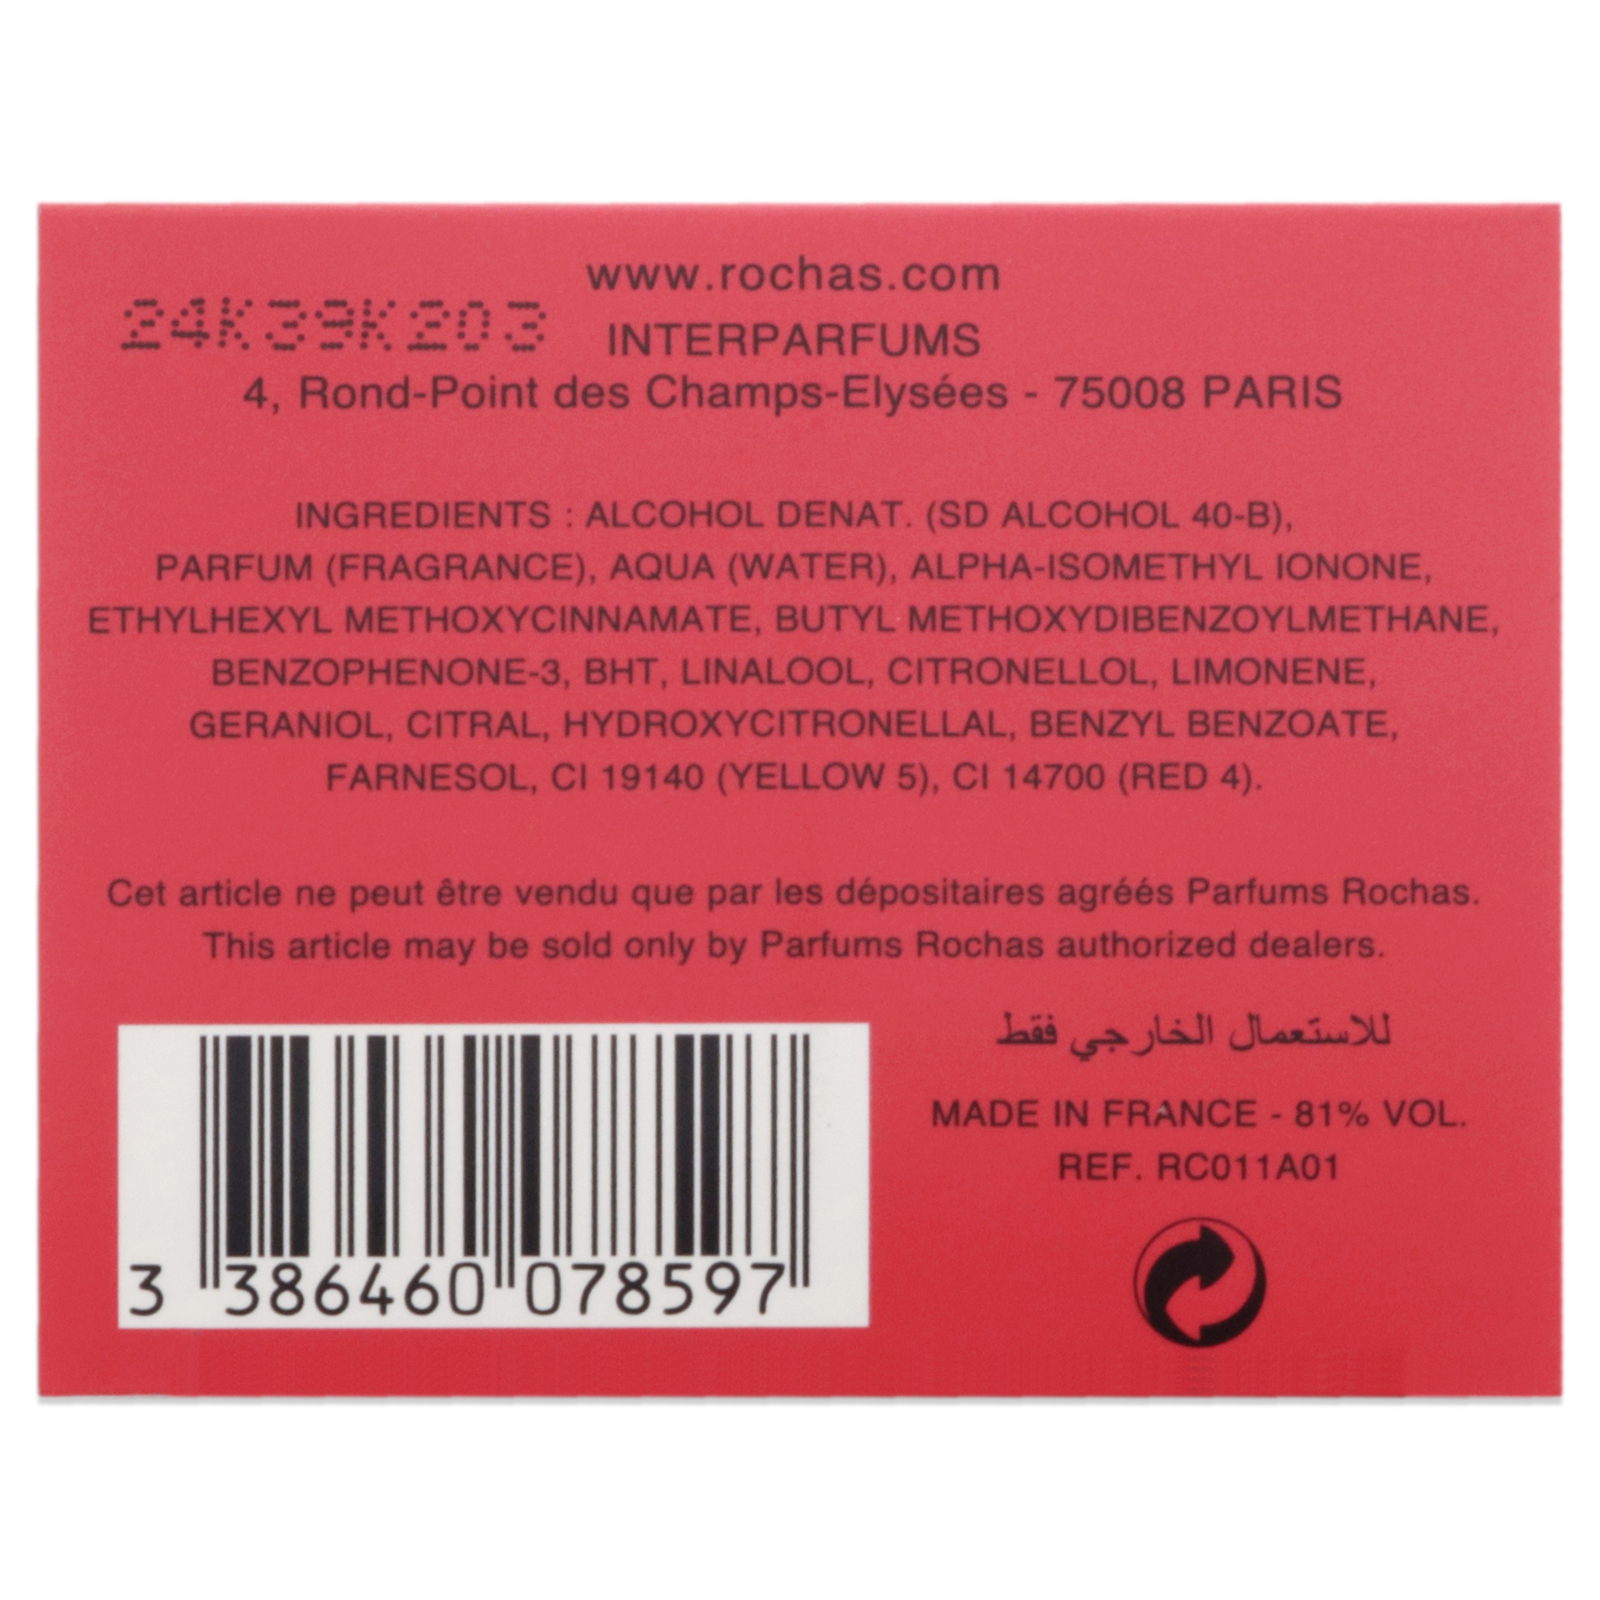 www.rochas.com
24K39K203
INTERPARFUMS
4, Rond-Point des Champs-Elysées - 75008 PARIS
INGREDIENTS : ALCOHOL DENAT. (SD ALCOHOL 40-B),
PARFUM (FRAGRANCE), AQUA (WATER), ALPHA-ISOMETHYL IONONE,
ETHYLHEXYL METHOXYCINNAMATE, BUTYL METHOXYDIBENZOYLMETHANE,
BENZOPHENONE-3, BHT, LINALOOL, CITRONELLOL, LIMONENE,
GERANIOL, CITRAL, HYDROXYCITRONELLAL, BENZYL BENZOATE,
FARNESOL, CI 19140 (YELLOW 5), CI 14700 (RED 4).
Cet article ne peut être vendu que par les dépositaires agréés Parfums Rochas.
This article may be sold only by Parfums Rochas authorized dealers.
للاستعمال الخارجي فقط
MADE IN FRANCE - 81% VOL.
REF. RC011A01
3 386460 078597